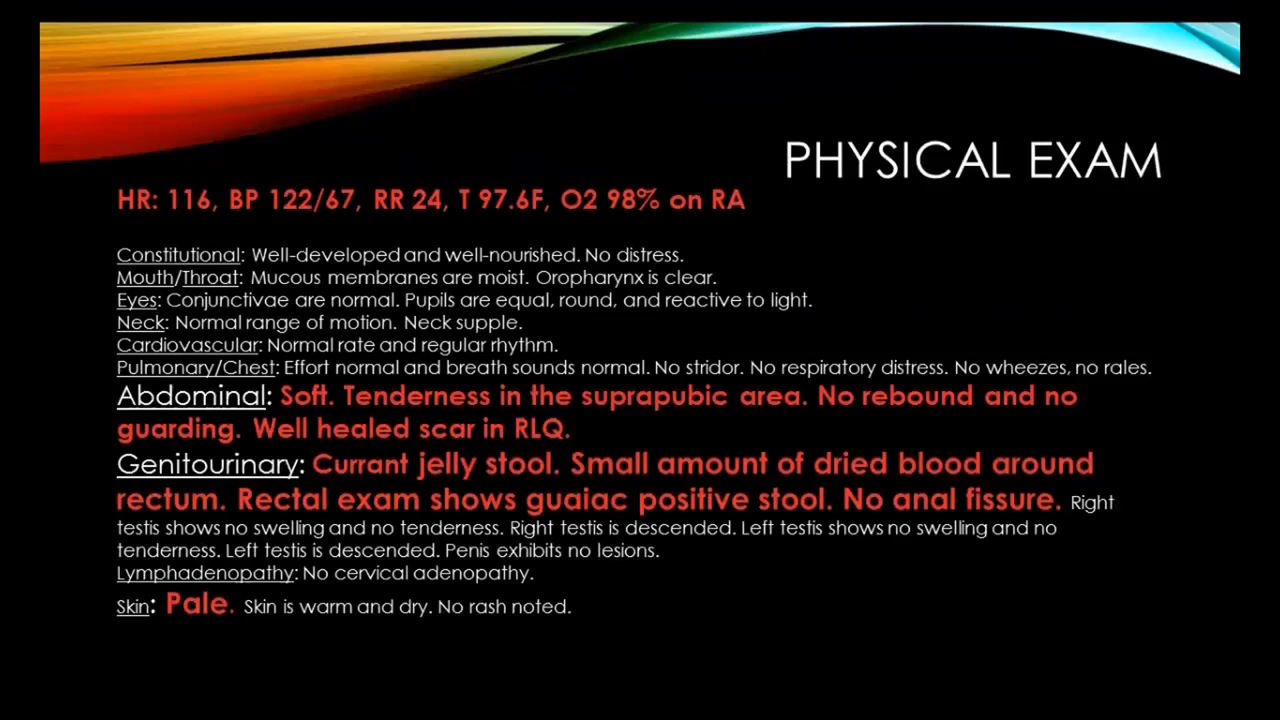 PHYSICAL EXAM
HR: 116, BP 122/67, RR 24, T 97.6F, O2 98% on RA
Constitutional: Well-developed and well-nourished. No distress.
Mouth/Throat: Mucous membranes are moist. Oropharynx is clear.
Eyes: Conjunctivae are normal. Pupils are equal, round, and reactive to light.
Neck: Normal range of motion. Neck supple.
Cardiovascular: Normal rate and regular rhythm.
Pulmonary/Chest: Effort normal and breath sounds normal. No stridor. No respiratory distress. No wheezes, no rales.
Abdominal: Soft. Tenderness in the suprapubic area. No rebound and no
guarding. Well healed scar in RLQ.
Genitourinary: Currant jelly stool. Small amount of dried blood around
rectum. Rectal exam shows guaiac positive stool. No anal fissure. Right
testis shows no swelling and no tenderness. Right testis is descended. Left testis shows no swelling and no
tenderness. Left testis is descended. Penis exhibits no lesions.
Lymphadenopathy: No cervical adenopathy.
Skin: Pale. Skin is warm and dry. No rash noted.